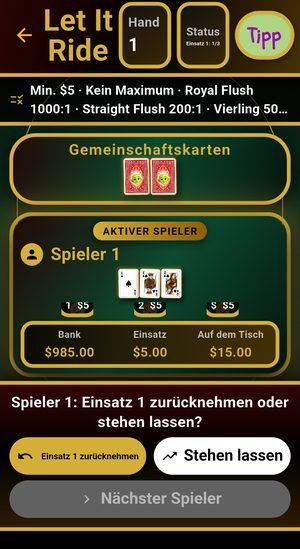 Let It
Ride
Hand
1
Status
Einsatz 1: 1/3
Tipp
Min. $5 · Kein Maximum · Royal Flush
1000:1 · Straight Flush 200:1 · Vierling 50...
Gemeinschaftskarten
AKTIVER SPIELER
Spieler 1
1 $5
2 $5
$ $5
Bank
Einsatz
Auf dem Tisch
$985.00
$5.00
$15.00
Spieler 1: Einsatz 1 zurücknehmen oder
stehen lassen?
Einsatz 1 zurücknehmen
Stehen lassen
Nächster Spieler